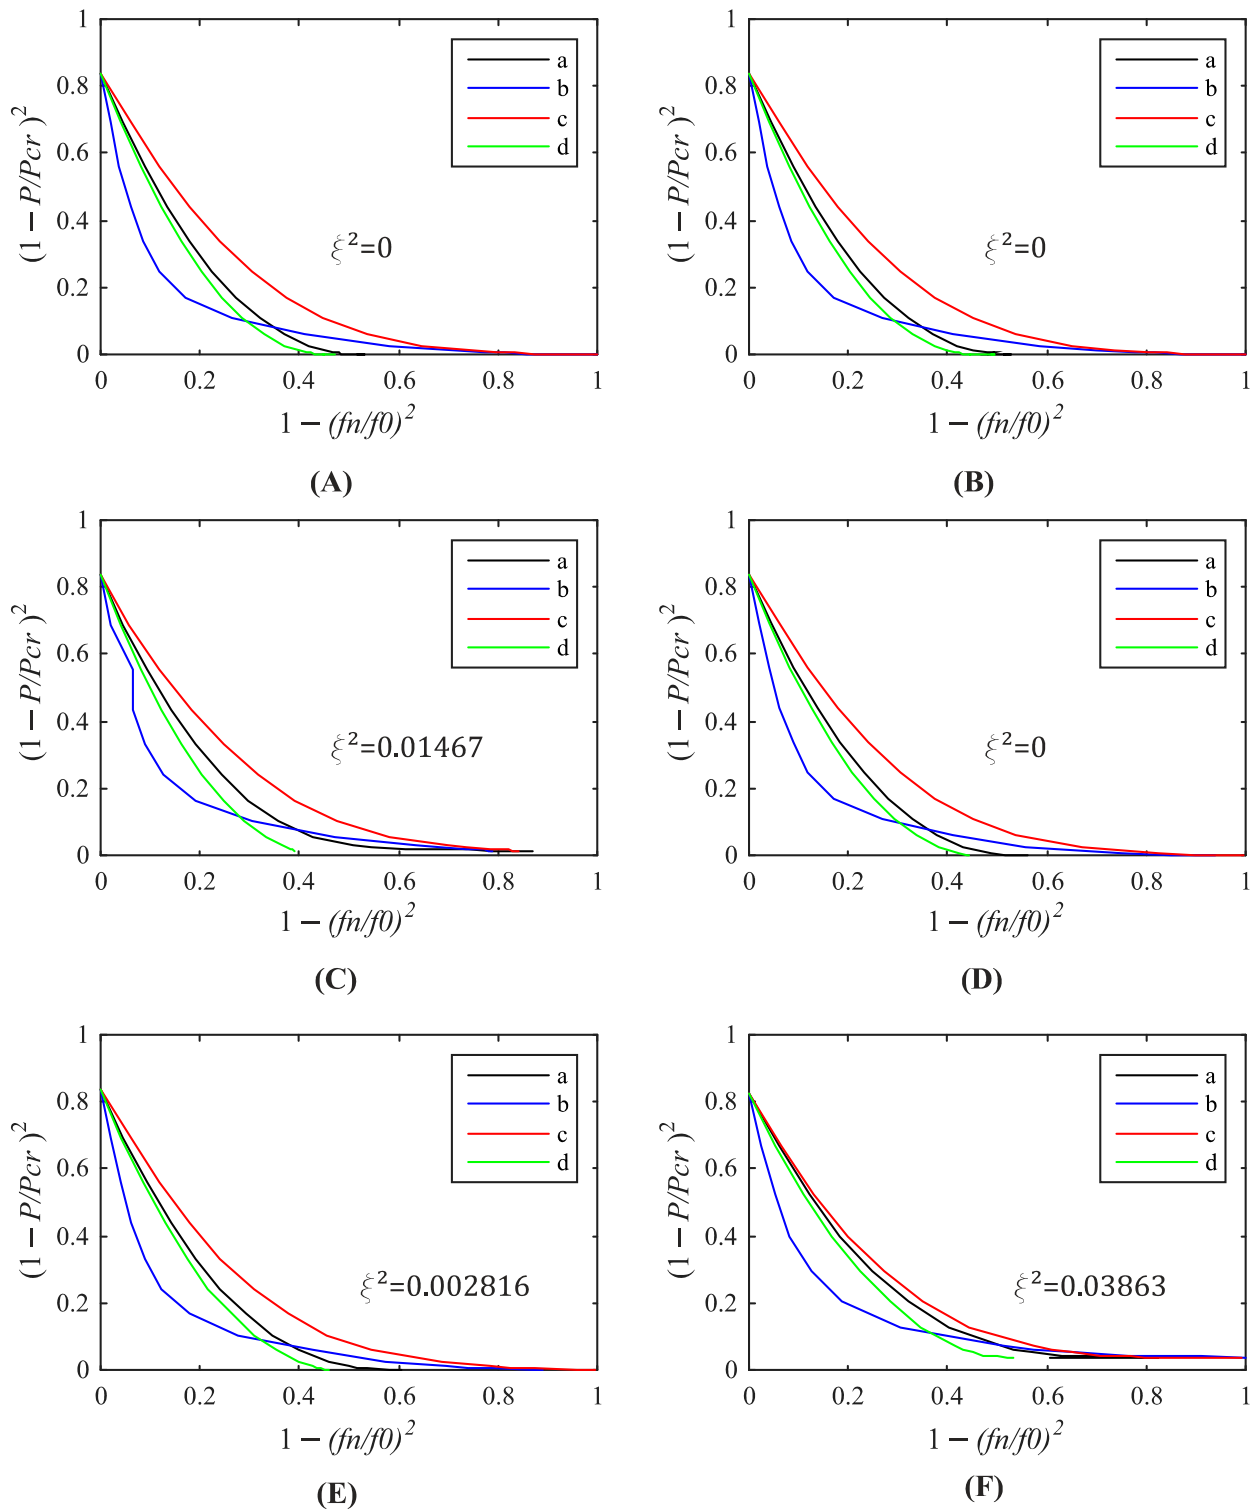 1
0.8
0.6
0.4
0.2
0
(1 − P/Pcr )²
a
b
c
d
ξ²=0
0 0.2 0.4 0.6 0.8 1
1 − (fn/f0)²
(A)
1
0.8
0.6
0.4
0.2
0
(1 − P/Pcr )²
a
b
c
d
ξ²=0
0 0.2 0.4 0.6 0.8 1
1 − (fn/f0)²
(B)
1
0.8
0.6
0.4
0.2
0
(1 − P/Pcr )²
a
b
c
d
ξ²=0.01467
0 0.2 0.4 0.6 0.8 1
1 − (fn/f0)²
(C)
1
0.8
0.6
0.4
0.2
0
(1 − P/Pcr )²
a
b
c
d
ξ²=0
0 0.2 0.4 0.6 0.8 1
1 − (fn/f0)²
(D)
1
0.8
0.6
0.4
0.2
0
(1 − P/Pcr )²
a
b
c
d
ξ²=0.002816
0 0.2 0.4 0.6 0.8 1
1 − (fn/f0)²
(E)
1
0.8
0.6
0.4
0.2
0
(1 − P/Pcr )²
a
b
c
d
ξ²=0.03863
0 0.2 0.4 0.6 0.8 1
1 − (fn/f0)²
(F)